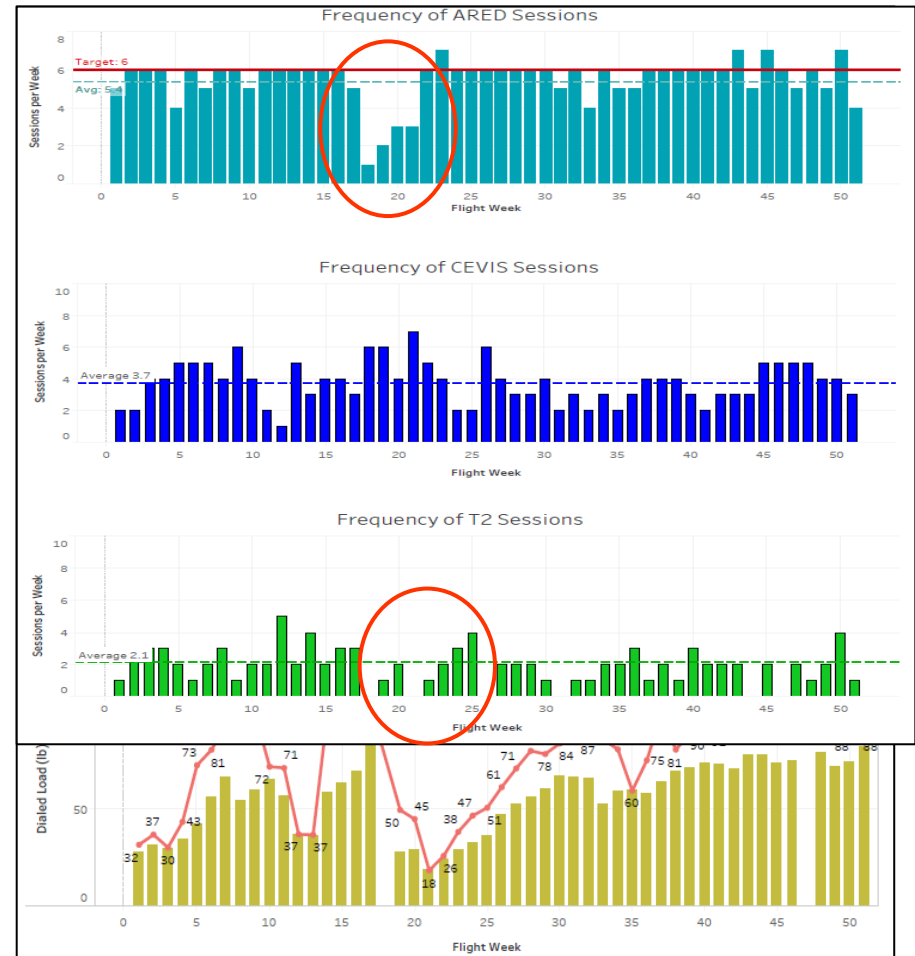 Frequency of ARED Sessions
Sessions per Week
8
6
4
2
0
Target: 6
Avg: 5.4
0 5 10 15 20 25 30 35 40 45 50
Flight Week
Frequency of CEVIS Sessions
Sessions per Week
10
8
6
4
2
0
Average 3.7
0 5 10 15 20 25 30 35 40 45 50
Flight Week
Frequency of T2 Sessions
Sessions per Week
10
8
6
4
2
0
Average 2.1
0 5 10 15 20 25 30 35 40 45 50
Flight Week
Dialed Load (lb)
50
0
32 37 30 43 73 81 72 71 37 37 50 45 18 26 38 47 51 61 71 78 84 87 60 75 81 88 88
0 5 10 15 20 25 30 35 40 45 50
Flight Week